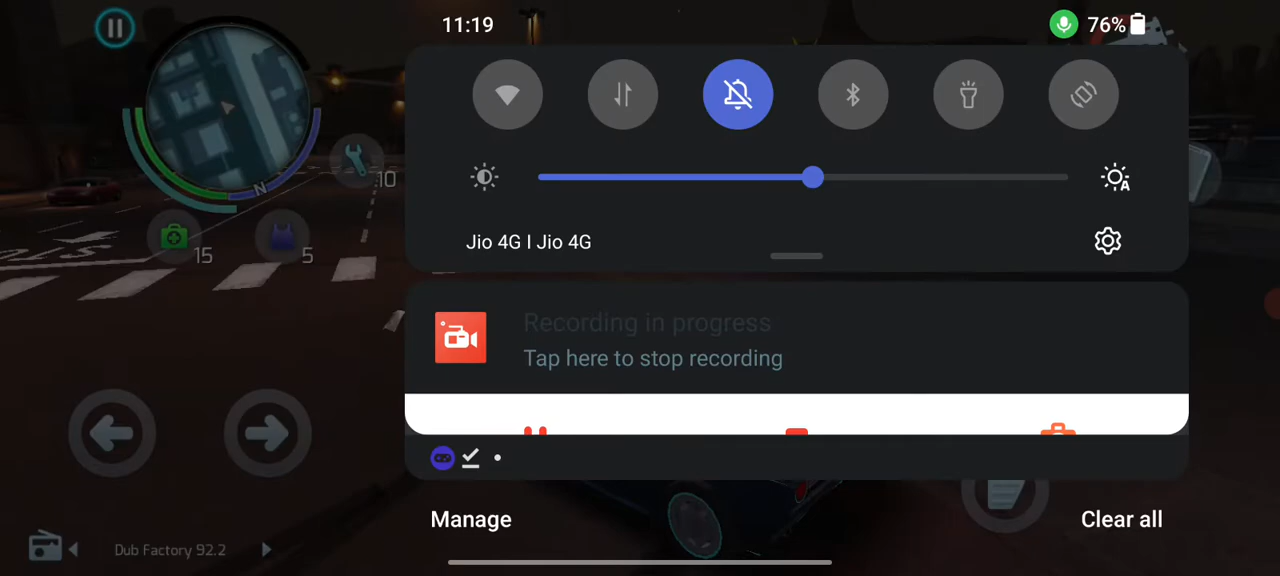 11:19
76%
N
10
15
5
Jio 4G | Jio 4G
Recording in progress
Tap here to stop recording
Manage
Clear all
Dub Factory 92.2